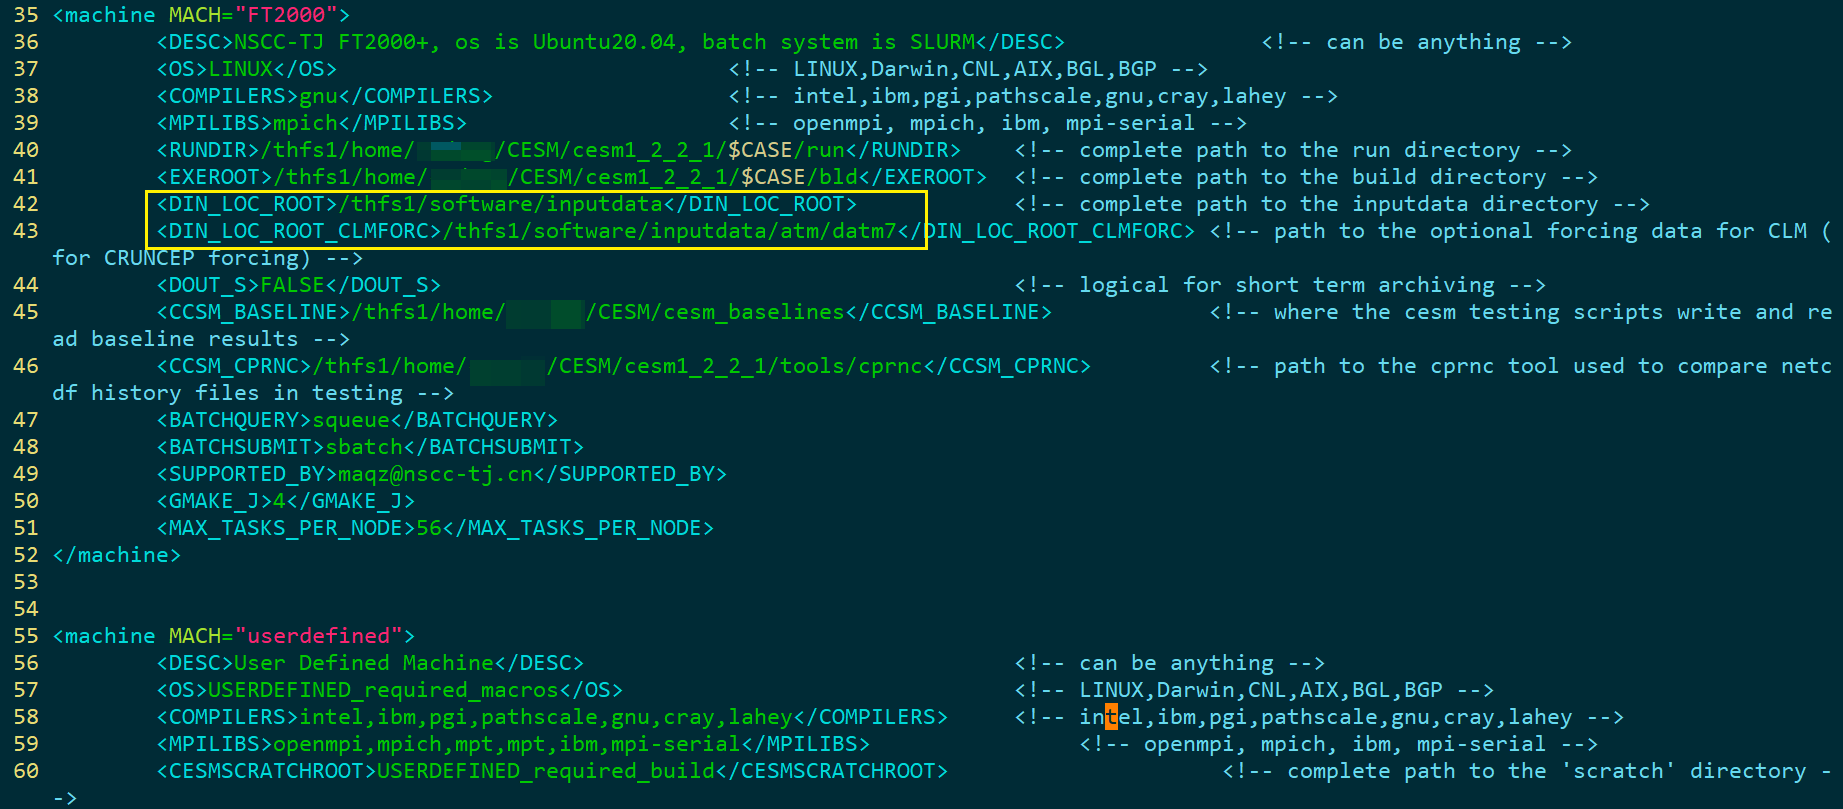 35 <machine MACH="FT2000">
36 <DESC>NSCC-TJ FT2000+, os is Ubuntu20.04, batch system is SLURM</DESC> <!-- can be anything -->
37 <OS>LINUX</OS> <!-- LINUX,Darwin,CNL,AIX,BGL,BGP -->
38 <COMPILERS>gnu</COMPILERS> <!-- intel,ibm,pgi,pathscale,gnu,cray,lahey -->
39 <MPILIBS>mpich</MPILIBS> <!-- openmpi, mpich, ibm, mpi-serial -->
40 <RUNDIR>/thfs1/home/ /CESM/cesm1_2_2_1/$CASE/run</RUNDIR> <!-- complete path to the run directory -->
41 <EXEROOT>/thfs1/home/ /CESM/cesm1_2_2_1/$CASE/bld</EXEROOT> <!-- complete path to the build directory -->
42 <DIN_LOC_ROOT>/thfs1/software/inputdata</DIN_LOC_ROOT> <!-- complete path to the inputdata directory -->
43 <DIN_LOC_ROOT_CLMFORC>/thfs1/software/inputdata/atm/datm7</DIN_LOC_ROOT_CLMFORC> <!-- path to the optional forcing data for CLM (
for CRUNCEP forcing) -->
44 <DOUT_S>FALSE</DOUT_S> <!-- logical for short term archiving -->
45 <CCSM_BASELINE>/thfs1/home/ /CESM/cesm_baselines</CCSM_BASELINE> <!-- where the cesm testing scripts write and re
ad baseline results -->
46 <CCSM_CPRNC>/thfs1/home/ /CESM/cesm1_2_2_1/tools/cprnc</CCSM_CPRNC> <!-- path to the cprnc tool used to compare netc
df history files in testing -->
47 <BATCHQUERY>squeue</BATCHQUERY>
48 <BATCHSUBMIT>sbatch</BATCHSUBMIT>
49 <SUPPORTED_BY>maqz@nscc-tj.cn</SUPPORTED_BY>
50 <GMAKE_J>4</GMAKE_J>
51 <MAX_TASKS_PER_NODE>56</MAX_TASKS_PER_NODE>
52 </machine>
53
54
55 <machine MACH="userdefined">
56 <DESC>User Defined Machine</DESC> <!-- can be anything -->
57 <OS>USERDEFINED_required_macros</OS> <!-- LINUX,Darwin,CNL,AIX,BGL,BGP -->
58 <COMPILERS>intel,ibm,pgi,pathscale,gnu,cray,lahey</COMPILERS> <!-- intel,ibm,pgi,pathscale,gnu,cray,lahey -->
59 <MPILIBS>openmpi,mpich,mpt,mpt,ibm,mpi-serial</MPILIBS> <!-- openmpi, mpich, ibm, mpi-serial -->
60 <CESMSCRATCHROOT>USERDEFINED_required_build</CESMSCRATCHROOT> <!-- complete path to the 'scratch' directory -
->